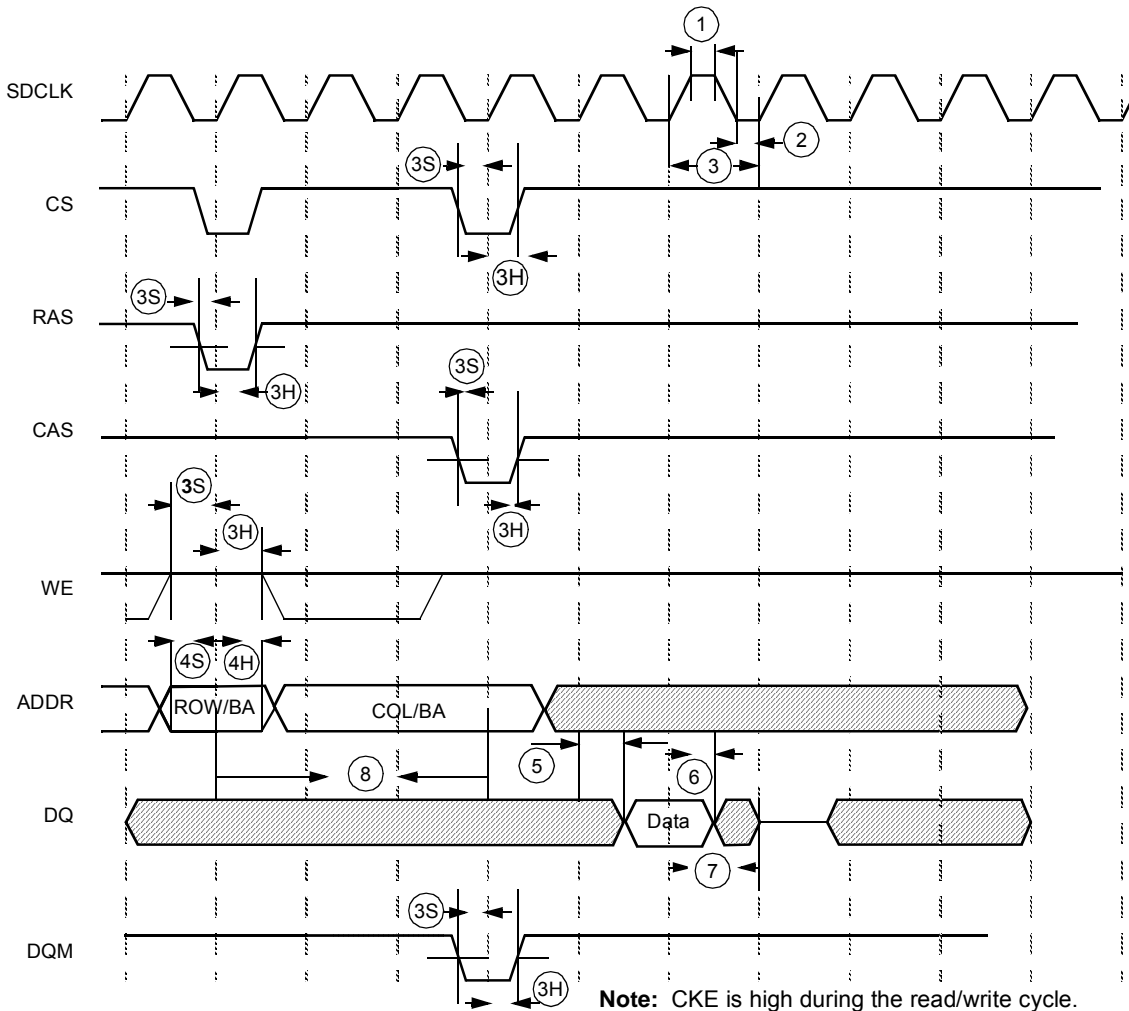 1
SDCLK
2
3S
3
CS
3H
3S
RAS
3S
3H
CAS
3S
3H
3H
WE
4S 4H
ADDR
ROW/BA
COL/BA
5
6
8
DQ
Data
7
3S
DQM
3H
Note: CKE is high during the read/write cycle.